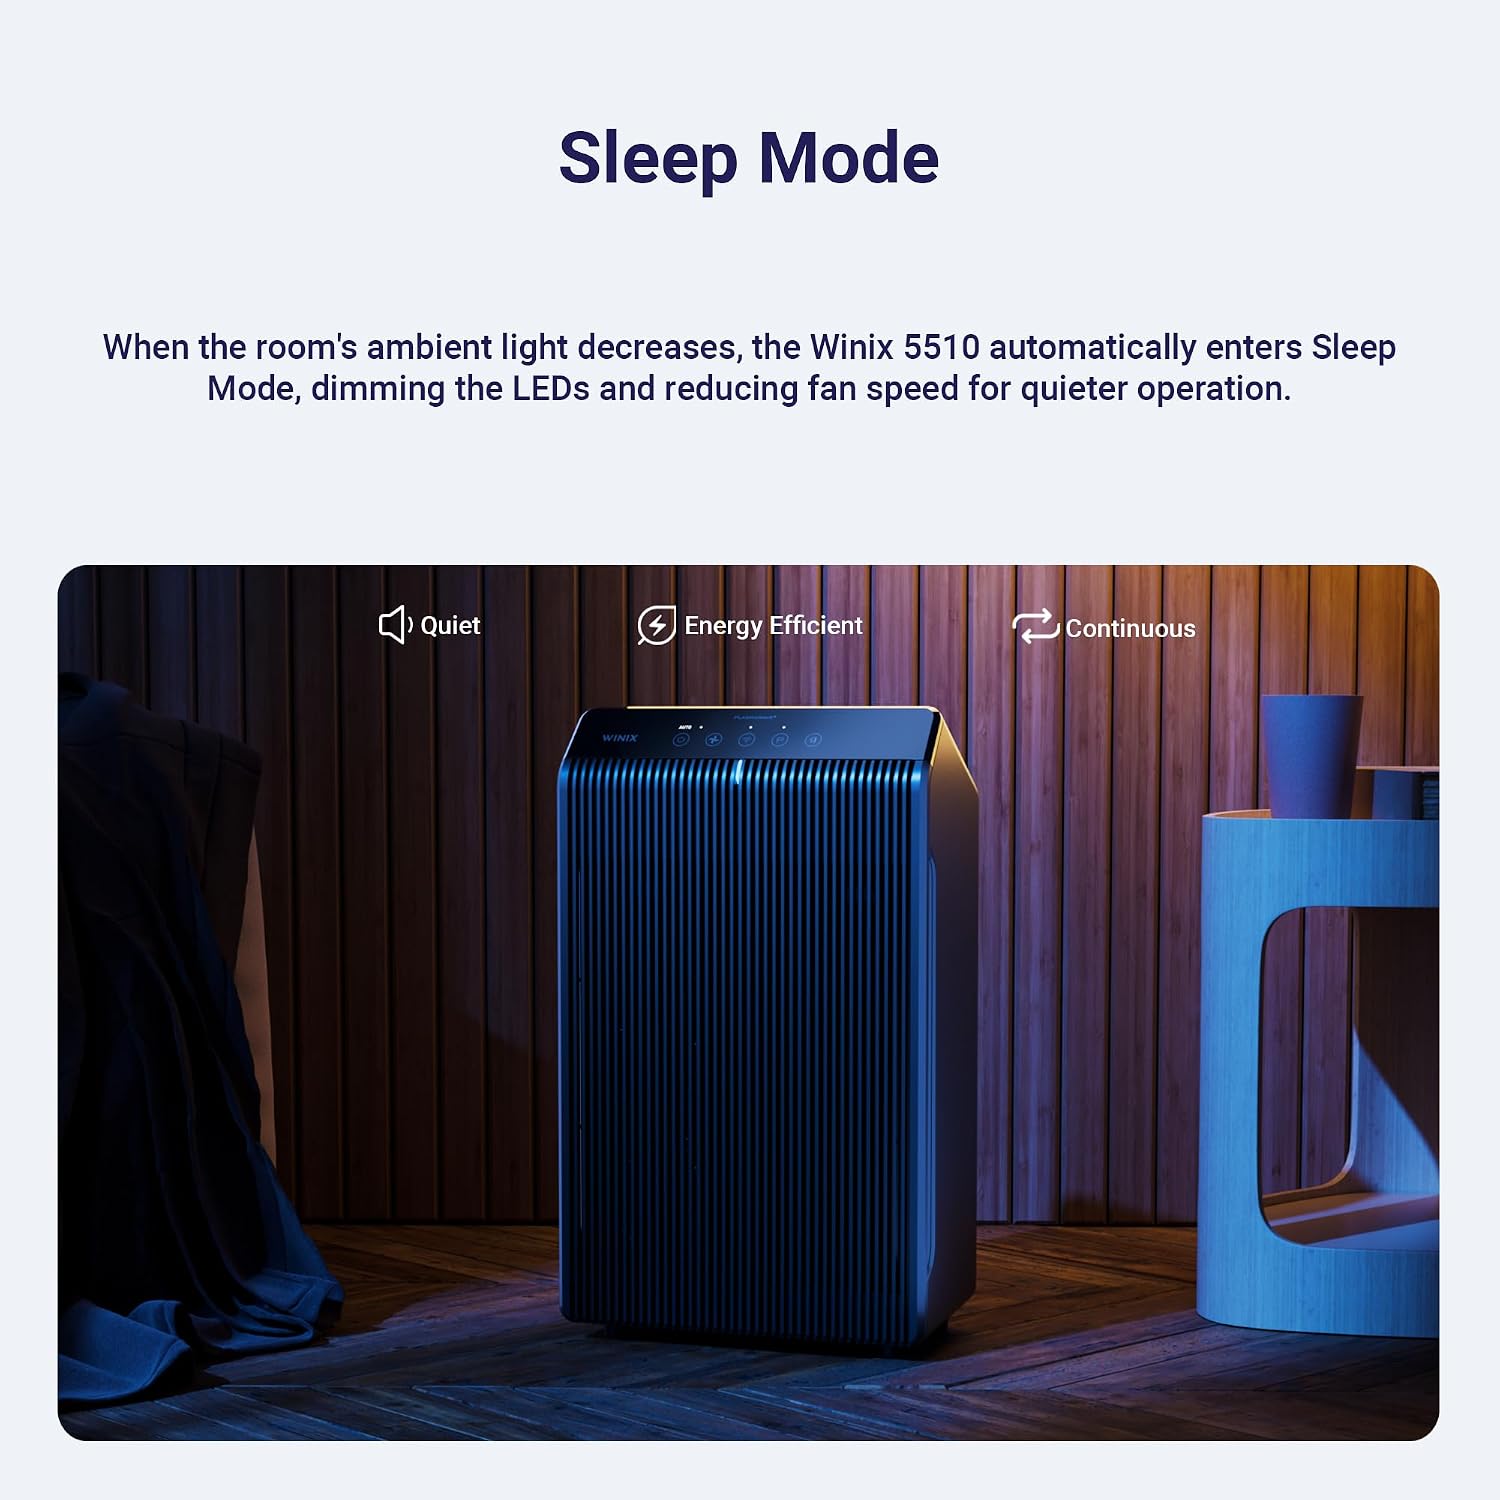 Sleep Mode
When the room's ambient light decreases, the Winix 5510 automatically enters Sleep
Mode, dimming the LEDs and reducing fan speed for quieter operation.
Quiet
Energy Efficient
Continuous
PLASMAWAVE®
AUTO
WINIX